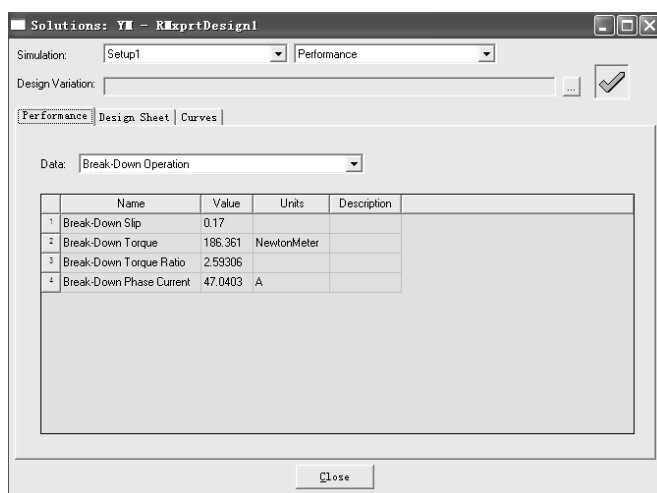 Solutions: YM - RMxprtDesign1
Simulation: Setup1 Performance
Design Variation: ...
Performance Design Sheet Curves
Data: Break-Down Operation
Name Value Units Description
1 Break-Down Slip 0.17
2 Break-Down Torque 186.361 NewtonMeter
3 Break-Down Torque Ratio 2.59306
4 Break-Down Phase Current 47.0403 A
Close